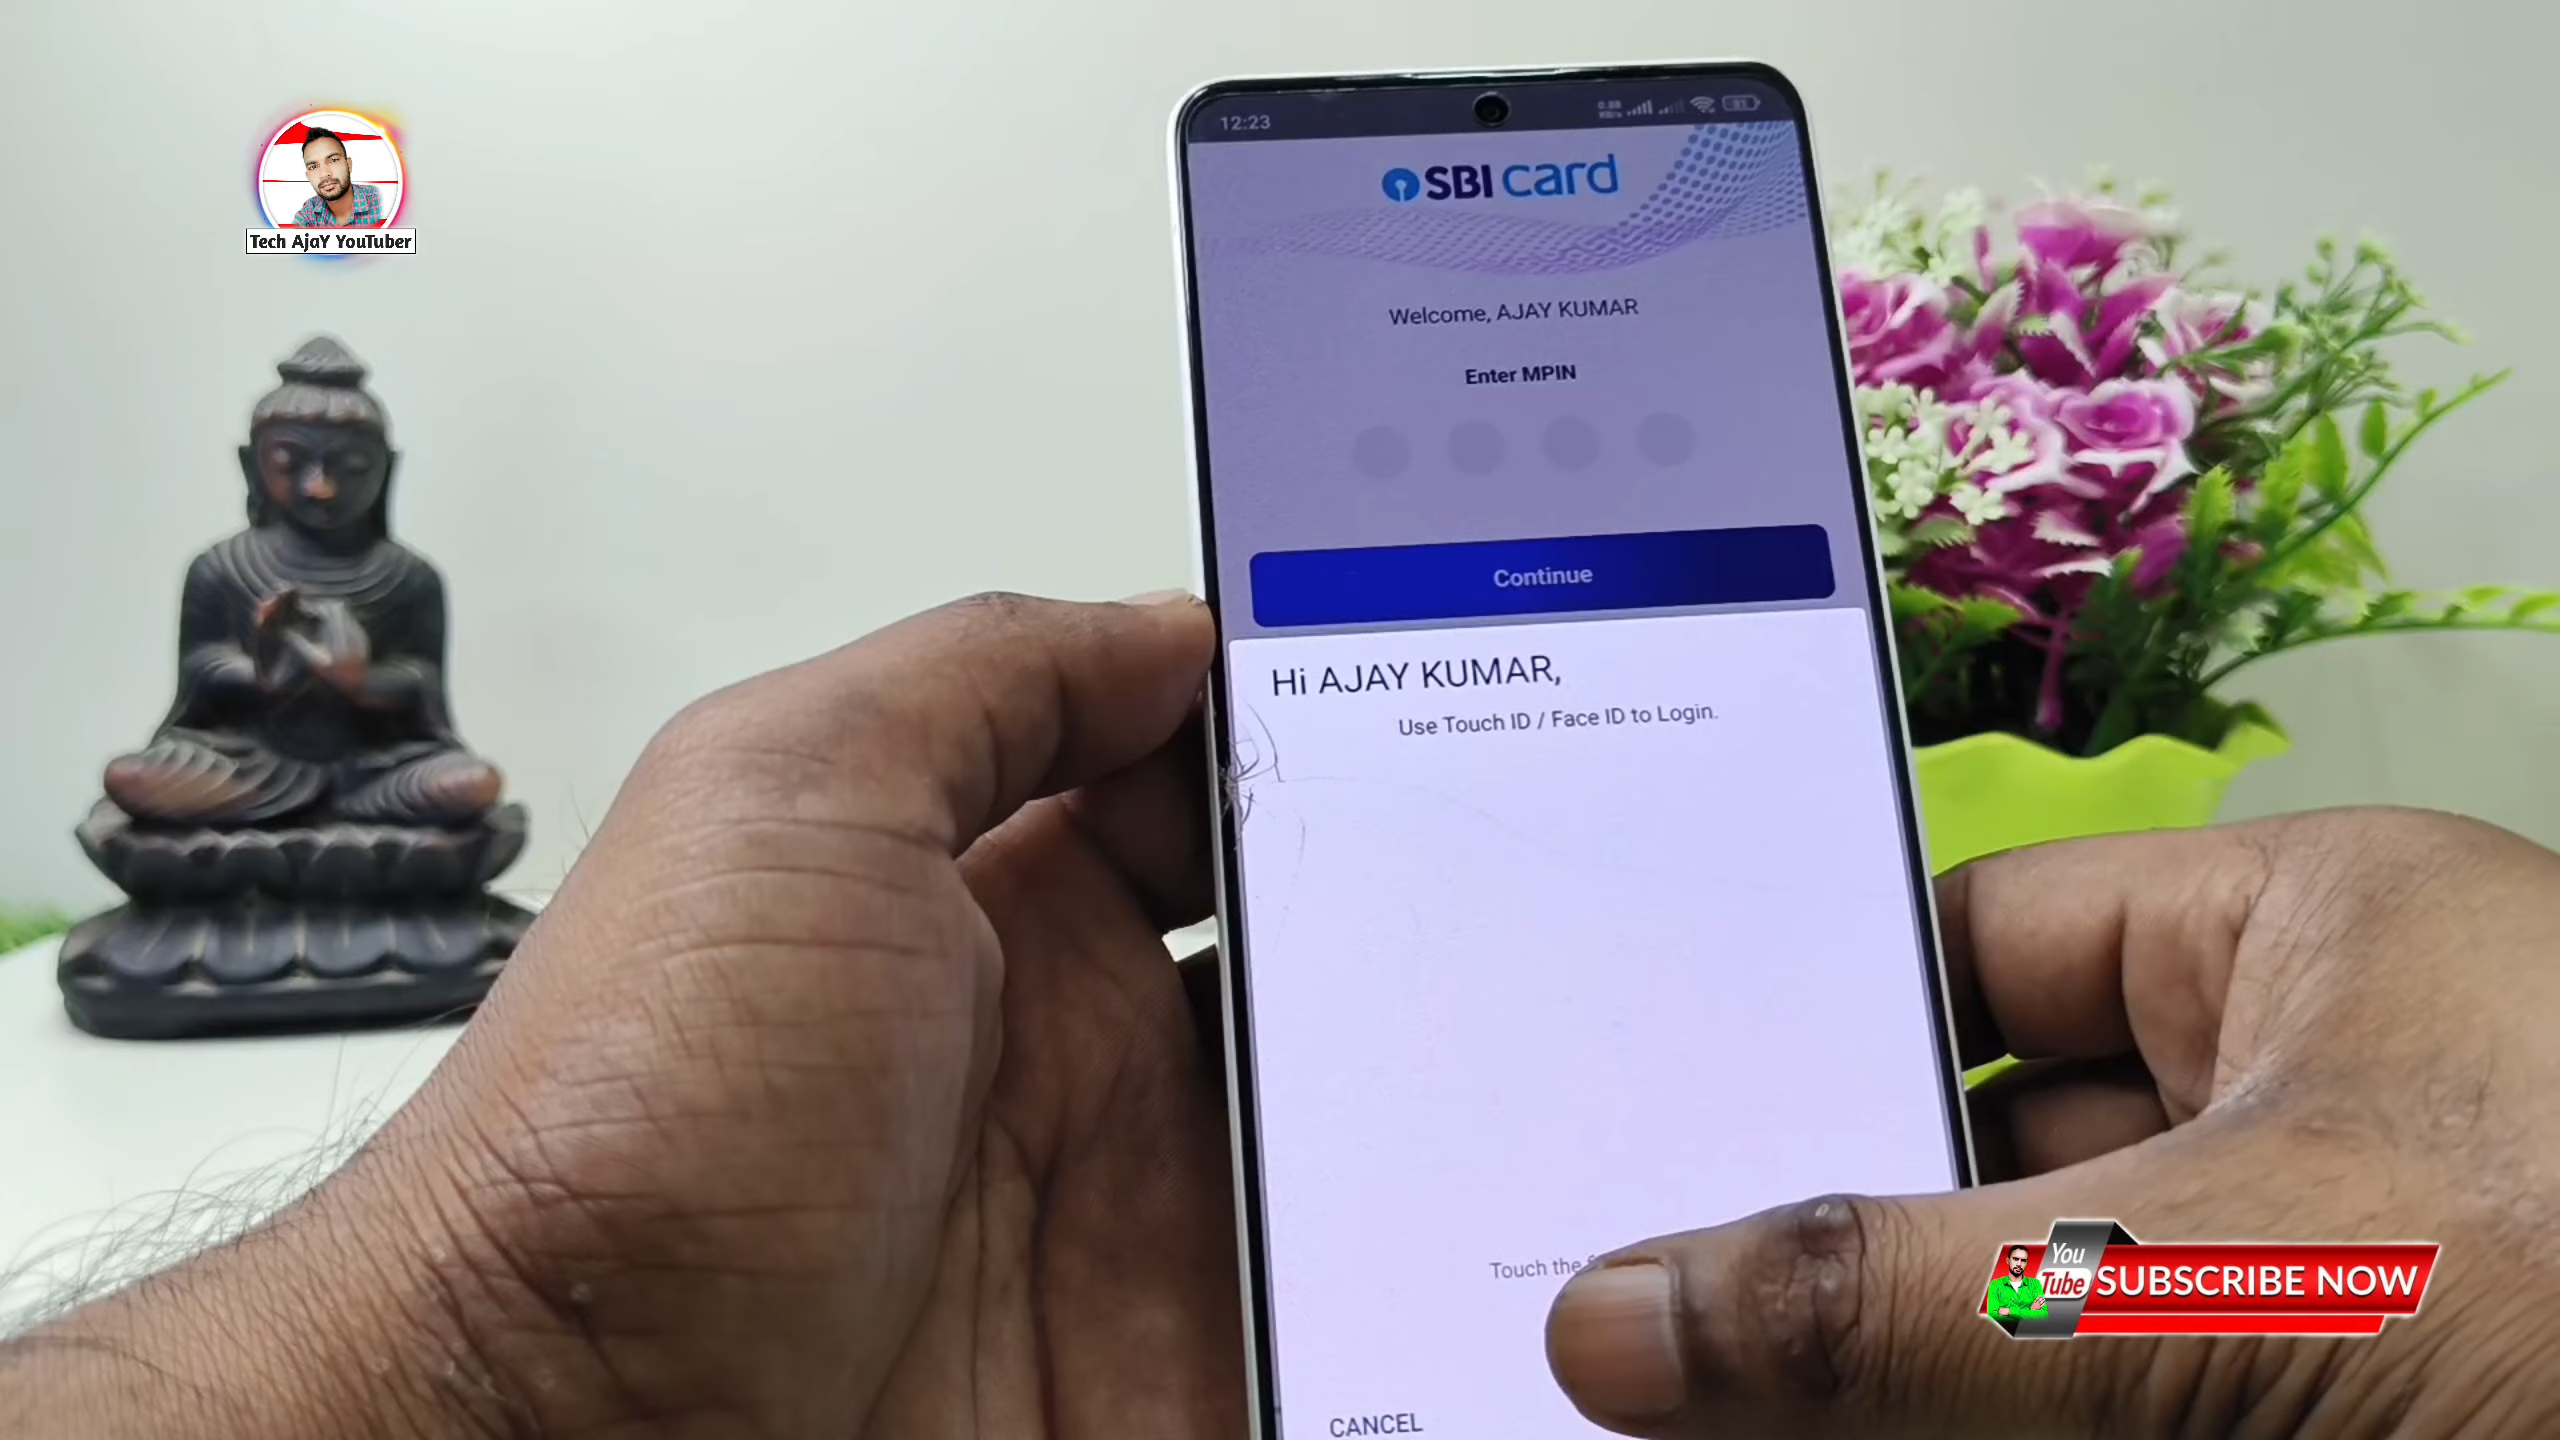 Tech AjaY YouTuber
12:23
SBI card
Welcome, AJAY KUMAR
Enter MPIN
Continue
Hi AJAY KUMAR,
Use Touch ID / Face ID to Login.
Touch the
CANCEL
You
Tube
SUBSCRIBE NOW